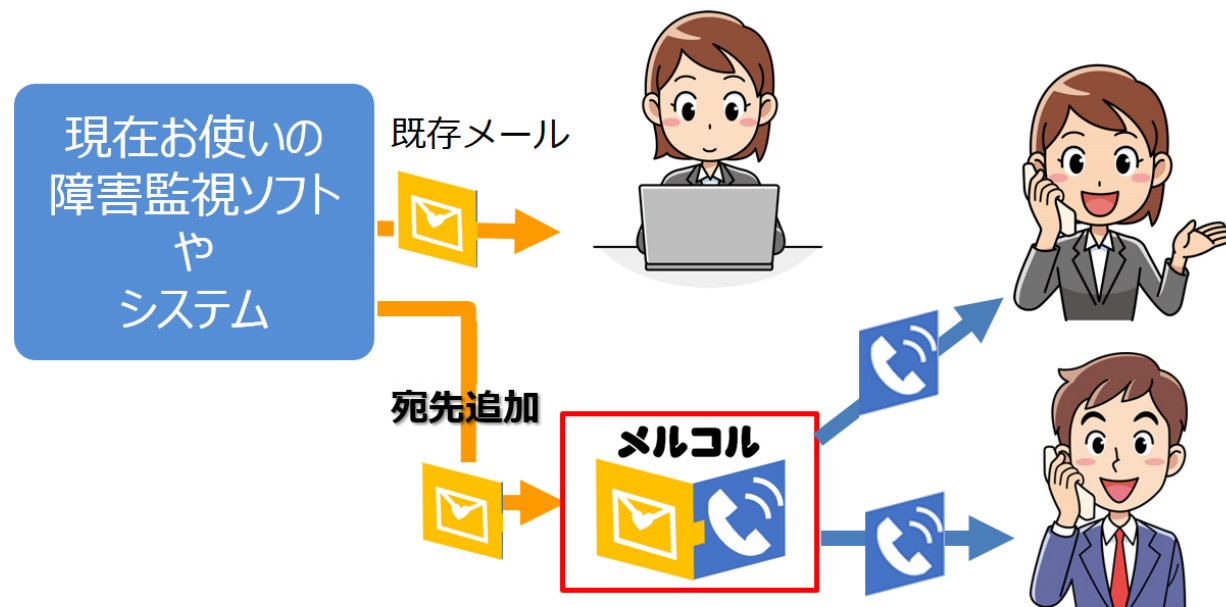 現在お使いの
障害監視ソフト
や
システム
既存メール
宛先追加
メルコル